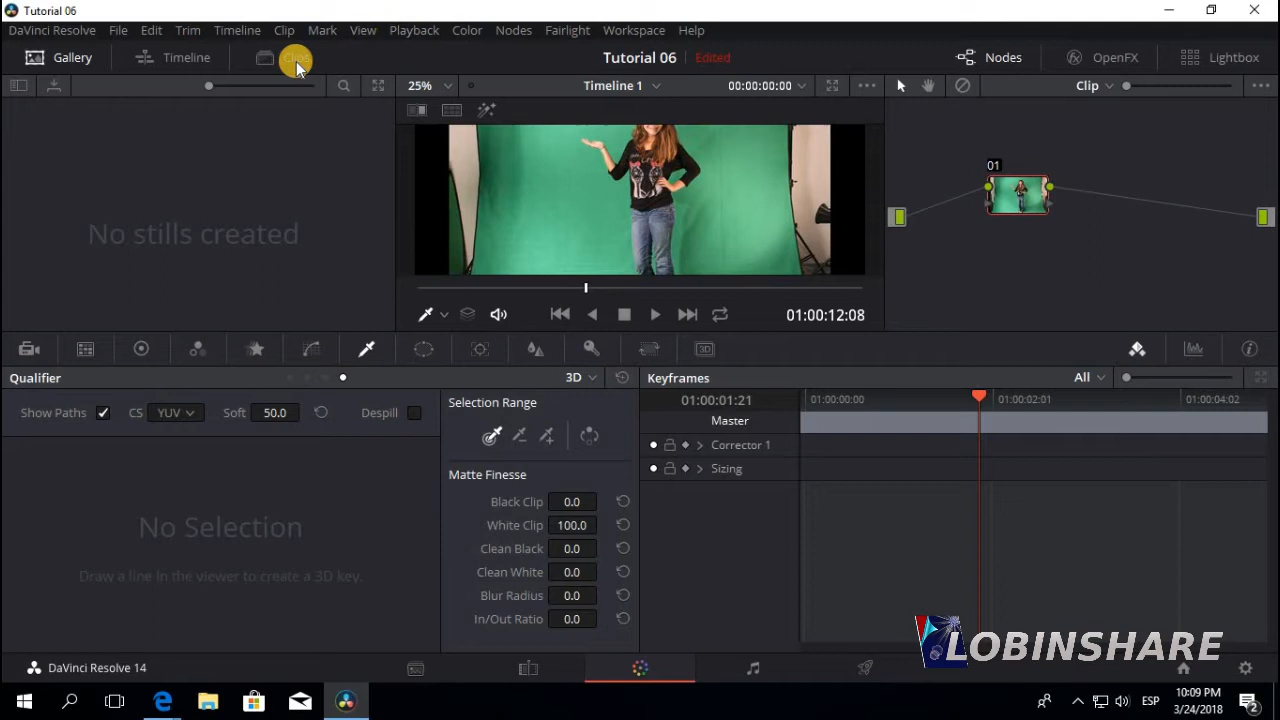 Tutorial 06
DaVinci Resolve File Edit Trim Timeline Clip Mark View Playback Color Nodes Fairlight Workspace Help
Gallery Timeline Clips Tutorial 06 Edited Nodes OpenFX Lightbox
25% Timeline 1 00:00:00:00 Clip
01
No stills created
01:00:12:08
3D
Qualifier 3D Keyframes All
Show Paths CS YUV Soft 50.0 Despill
Selection Range
01:00:01:21 01:00:00:00 01:00:02:01 01:00:04:02
Master
Corrector 1
Sizing
Matte Finesse
Black Clip 0.0
White Clip 100.0
Clean Black 0.0
Clean White 0.0
Blur Radius 0.0
In/Out Ratio 0.0
No Selection
Draw a line in the viewer to create a 3D key.
LOBINSHARE
DaVinci Resolve 14
ESP 10:09 PM
3/24/2018
2